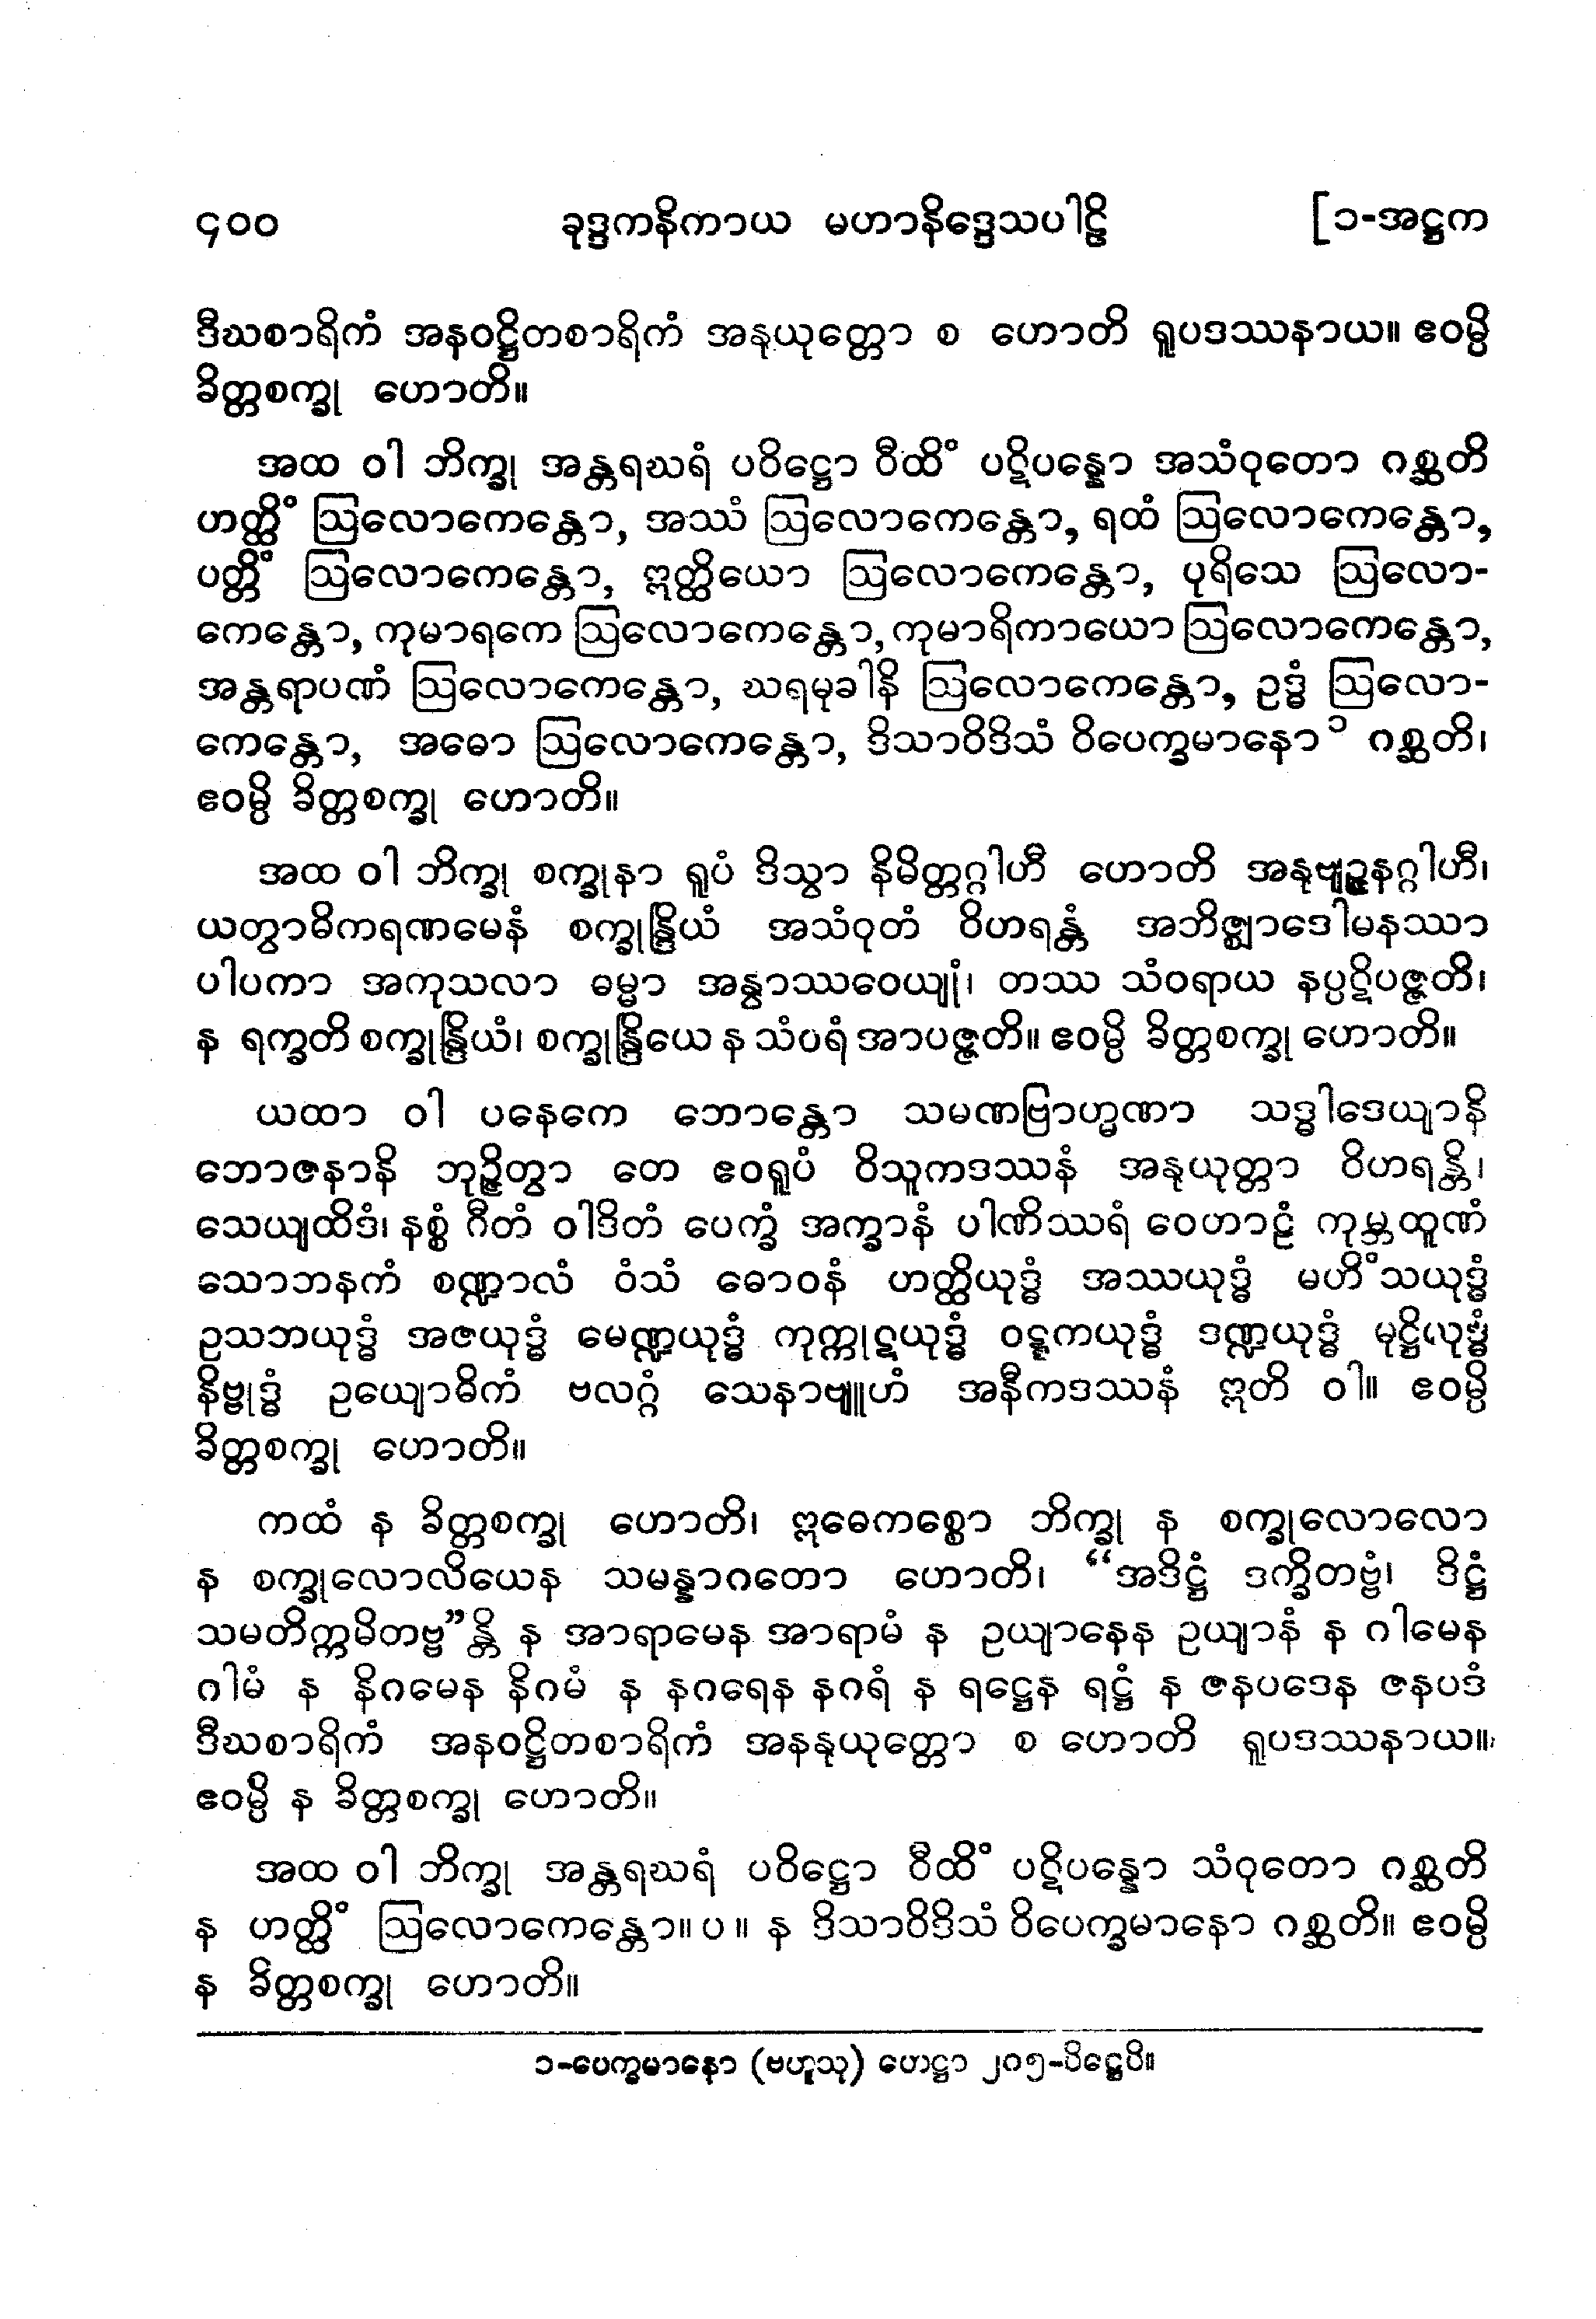 ၄၀၀ ခုဒ္ဒကနိကာယ မဟာနိဒ္ဒေသပါဠိ [၁-အဋ္ဌက
ဒီဃစာရိကံ အနဝဋ္ဌိတစာရိကံ အနုယုတ္တော စ ဟောတိ ရူပဒဿနာယ။ ဧဝမ္ပိ
ခိတ္တစက္ခု ဟောတိ။
အထ ဝါ ဘိက္ခု အန္တရဃရံ ပဝိဋ္ဌော ဝီထိံ ပဋိပန္နော အသံဝုတော ဂစ္ဆတိ
ဟတ္ထိံ ဩလောကေန္တော, အဿံ ဩလောကေန္တော, ရထံ ဩလောကေန္တော,
ပတ္တိံ ဩလောကေန္တော, ဣတ္ထိယော ဩလောကေန္တော, ပုရိသေ ဩလော-
ကေန္တော, ကုမာရကေ ဩလောကေန္တော, ကုမာရိကာယော ဩလောကေန္တော,
အန္တရာပဏံ ဩလောကေန္တော, ဃရမုခါနိ ဩလောကေန္တော, ဥဒ္ဓံ ဩလော-
ကေန္တော, အဓော ဩလောကေန္တော, ဒိသာဝိဒိသံ ဝိပေက္ခမာနော ၁ ဂစ္ဆတိ၊
ဧဝမ္ပိ ခိတ္တစက္ခု ဟောတိ။
အထ ဝါ ဘိက္ခု စက္ခုနာ ရူပံ ဒိသွာ နိမိတ္တဂ္ဂါဟီ ဟောတိ အနုဗျဉ္ဇနဂ္ဂါဟီ၊
ယတွာဓိကရဏမေနံ စက္ခုန္ဒြိယံ အသံဝုတံ ဝိဟရန္တံ အဘိဇ္ဈာဒေါမနဿာ
ပါပကာ အကုသလာ ဓမ္မာ အန္വာဿဝေယျုံ၊ တဿ သံဝရာယ နပ္ပဋိပဇ္ဇတိ၊
န ရက္ခတိ စက္ခုန္ဒြိယံ၊ စက္ခုန္ဒြိယေ န သံဝရံ အာပဇ္ဇတိ။ ဧဝမ္ပိ ခိတ္တစက္ခု ဟောတိ။
ယထာ ဝါ ပနေကေ ဘောန္တော သမဏဗြာဟ္မဏာ သဒ္ဓါဒေယျာနိ
ဘောဇနာနိ ဘုဉ္ဇိတွာ တေ ဧဝရူပံ ဝိသူကဒဿနံ အနုယုတ္တာ ဝိဟရန္တိ၊
သေယျထိဒံ၊ နစ္စံ ဂီတံ ဝါဒိတံ ပေက္ခံ အက္ခာနံ ပါဏိဿရံ ဝေဟာဠံ ကုမ္ဘထူဏံ
သောဘနကံ စဏ္ဍာလံ ဝံသံ ဓောဝနံ ဟတ္ထိယုဒ္ဓံ အဿယုဒ္ဓံ မဟိံသယုဒ္ဓံ
ဥသဘယုဒ္ဓံ အဇယုဒ္ဓံ မေဏ္ဍယုဒ္ဓံ ကုက္ကုဋယုဒ္ဓံ ဝဋ္ဋကယုဒ္ဓံ ဒဏ္ဍယုဒ္ဓံ မုဋ္ဌိယုဒ္ဓံ
နိဗ္ဗုဒ္ဓံ ဥယျောဓိကံ ဗလဂ္ဂံ သေနာဗျူဟံ အနီကဒဿနံ ဣတိ ဝါ။ ဧဝမ္ပိ
ခိတ္တစက္ခု ဟောတိ။
ကထံ န ခိတ္တစက္ခု ဟောတိ၊ ဣဓေကစ္စော ဘိက္ခု န စက္ခုလောလော
န စက္ခုလောလိယေန သမန္နာဂတော ဟောတိ၊ “အဒိဋ္ဌံ ဒက္ခိတဗ္ဗံ၊ ဒိဋ္ဌံ
သမတိက္ကမိတဗ္ဗ”န္တိ န အာရာမေန အာရာမံ န ဥယျာနေန ဥယျာနံ န ဂါမေန
ဂါမံ န နိဂမေန နိဂမံ န နဂရေန နဂရံ န ရဋ္ဌေန ရဋ္ဌံ န ဇနပဒေန ဇနပဒံ
ဒီဃစာရိကံ အနဝဋ္ဌိတစာရိကံ အနနုယုတ္တော စ ဟောတိ ရူပဒဿနာယ။
ဧဝမ္ပိ န ခိတ္တစက္ခု ဟောတိ။
အထ ဝါ ဘိက္ခု အန္တရဃရံ ပဝိဋ္ဌော ဝီထိံ ပဋိပန္နော သံဝုတော ဂစ္ဆတိ
န ဟတ္ထိံ ဩလောကေန္တော။ ပ ။ န ဒိသာဝိဒိသံ ဝိပေက္ခမာနော ဂစ္ဆတိ။ ဧဝမ္ပိ
န ခိတ္တစက္ခု ဟောတိ။
၁-ပေက္ခမာနော (ဗဟူသု) ဟေဋ္ဌာ ၂၈၅-ပိဋ္ဌေပိ။